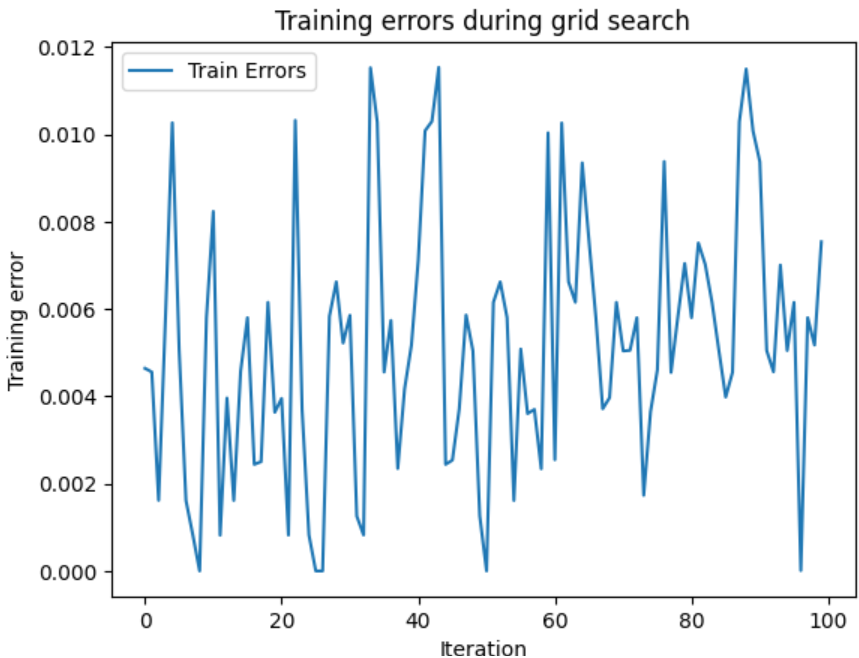 Training errors during grid search
Train Errors
Training error
0.012
0.010
0.008
0.006
0.004
0.002
0.000
0 20 40 60 80 100
Iteration